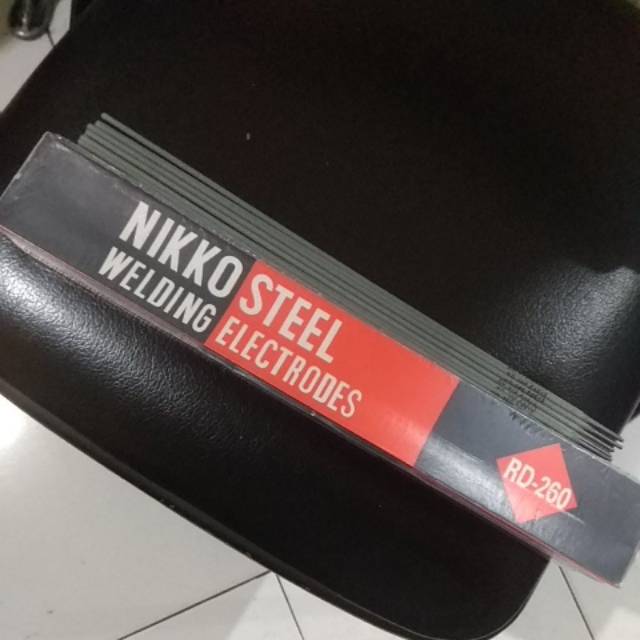 NIKKO STEEL
WELDING ELECTRODES
RD-260